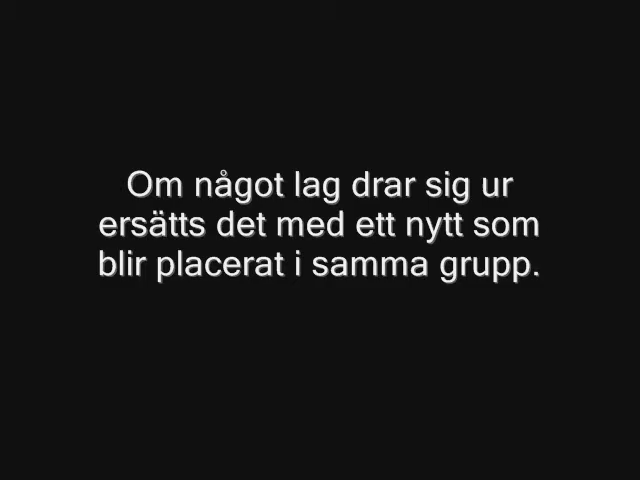 Om något lag drar sig ur
ersätts det med ett nytt som
blir placerat i samma grupp.